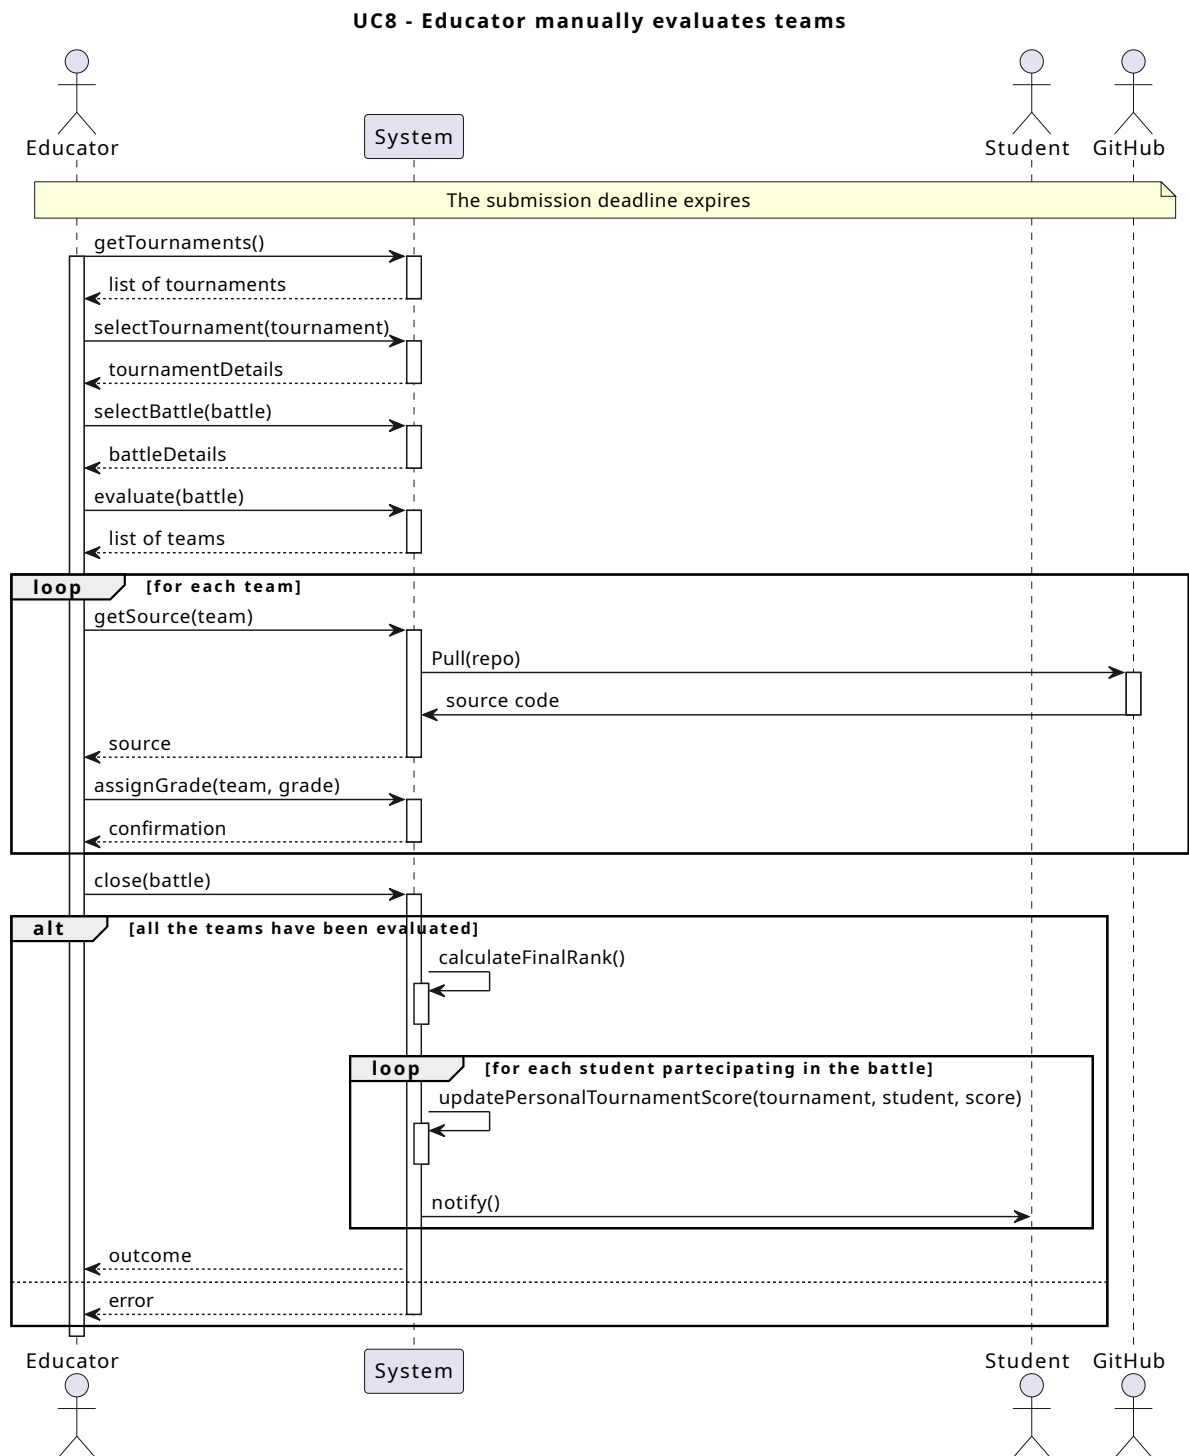 UC8 - Educator manually evaluates teams
Educator
System
Student
GitHub
The submission deadline expires
getTournaments()
list of tournaments
selectTournament(tournament)
tournamentDetails
selectBattle(battle)
battleDetails
evaluate(battle)
list of teams
loop
[for each team]
getSource(team)
Pull(repo)
source code
source
assignGrade(team, grade)
confirmation
close(battle)
alt
[all the teams have been evaluated]
calculateFinalRank()
loop
[for each student partecipating in the battle]
updatePersonalTournamentScore(tournament, student, score)
notify()
outcome
error
Educator
System
Student
GitHub